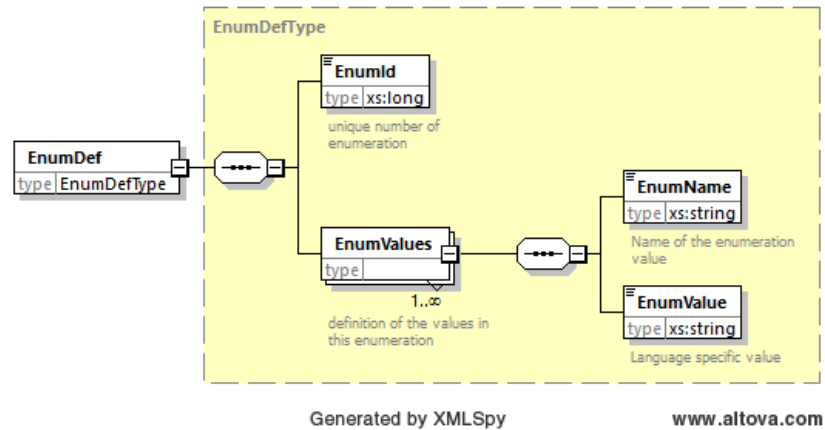 EnumDefType
EnumId
type xs:long
unique number of
enumeration
EnumDef
type EnumDefType
EnumValues
type
1..∞
definition of the values in
this enumeration
EnumName
type xs:string
Name of the enumeration
value
EnumValue
type xs:string
Language specific value
Generated by XMLSpy
www.altova.com